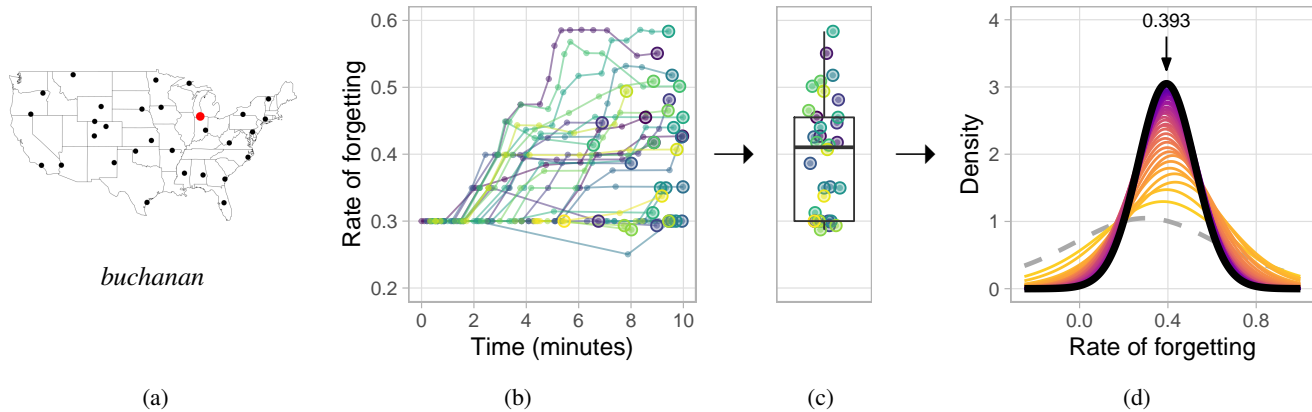 buchanan
(a)
Rate of forgetting
0.6
0.5
0.4
0.3
0.2
0 2 4 6 8 10
Time (minutes)
(b)
(c)
0.393
Density
4
3
2
1
0
0.0 0.4 0.8
Rate of forgetting
(d)